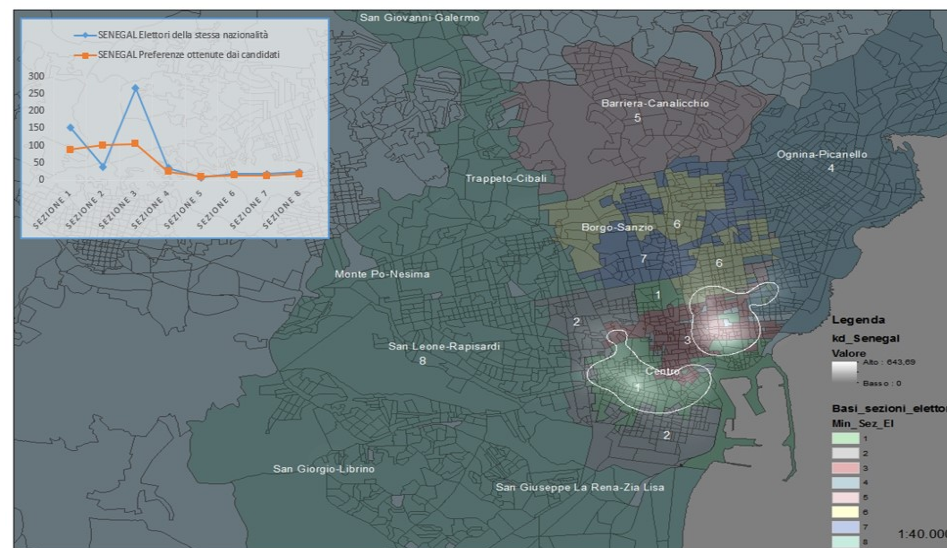 San Giovanni Galermo
SENEGAL Elettori della stessa nazionalità
SENEGAL Preferenze ottenute dai candidati
300
250
200
150
100
50
0
SEZIONE 1
SEZIONE 2
SEZIONE 3
SEZIONE 4
SEZIONE 5
SEZIONE 6
SEZIONE 7
SEZIONE 8
Barriera-Canalicchio
5
Ognina-Picanello
4
Trappeto-Cibali
Borgo-Sanzio
6
7
6
Monte Po-Nesima
1
2
3
San Leone-Rapisardi
8
Centro
1
2
San Giorgio-Librino
San Giuseppe La Rena-Zia Lisa
Legenda
kd_Senegal
Valore
Alto : 643,69
Basso : 0
Basi_sezioni_elettor
Min_Sez_El
1
2
3
4
5
6
7
8
1:40.000